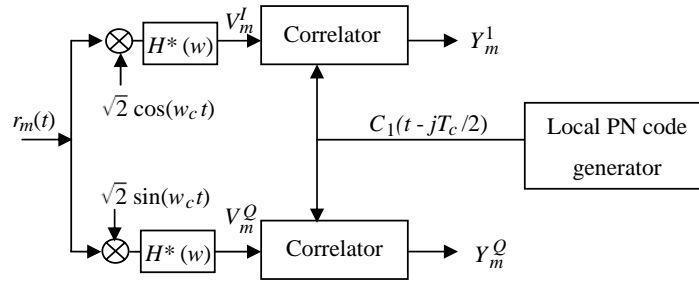 V_m^I
Correlator
Y_m^1
H*(w)
√2 cos(w_c t)
r_m(t)
C_1(t - jT_c/2)
Local PN code
generator
√2 sin(w_c t)
V_m^Q
H*(w)
Correlator
Y_m^Q